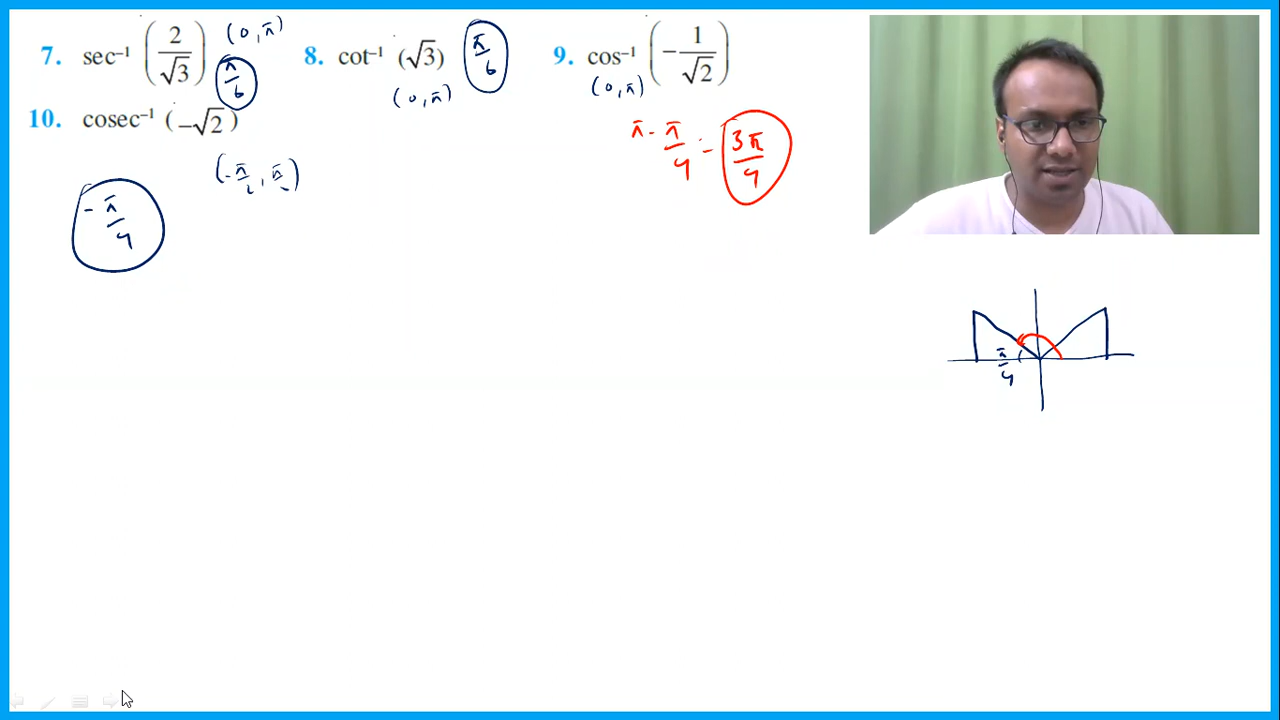 7. sec⁻¹ (2/√3) (0, π) π/6 8. cot⁻¹ (√3) π/6 9. cos⁻¹ (−1/√2)
(0, π) (0, π)
10. cosec⁻¹ (−√2) π - π/4 = 3π/4
(-π/2, π/2)
-π/4
π/4